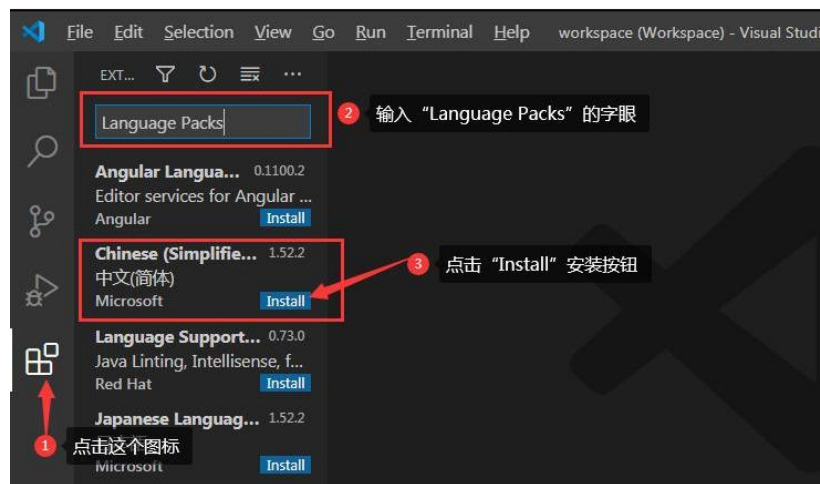 File Edit Selection View Go Run Terminal Help workspace (Workspace) - Visual Studi
EXT...
Language Packs
2 输入“Language Packs”的字眼
Angular Langua... 0.1100.2
Editor services for Angular ...
Angular Install
Chinese (Simplifie... 1.52.2
中文(简体)
Microsoft Install
3 点击“Install”安装按钮
Language Support... 0.73.0
Java Linting, Intellisense, f...
Red Hat Install
Japanese Languag... 1.52.2
1 点击这个图标
Microsoft Install